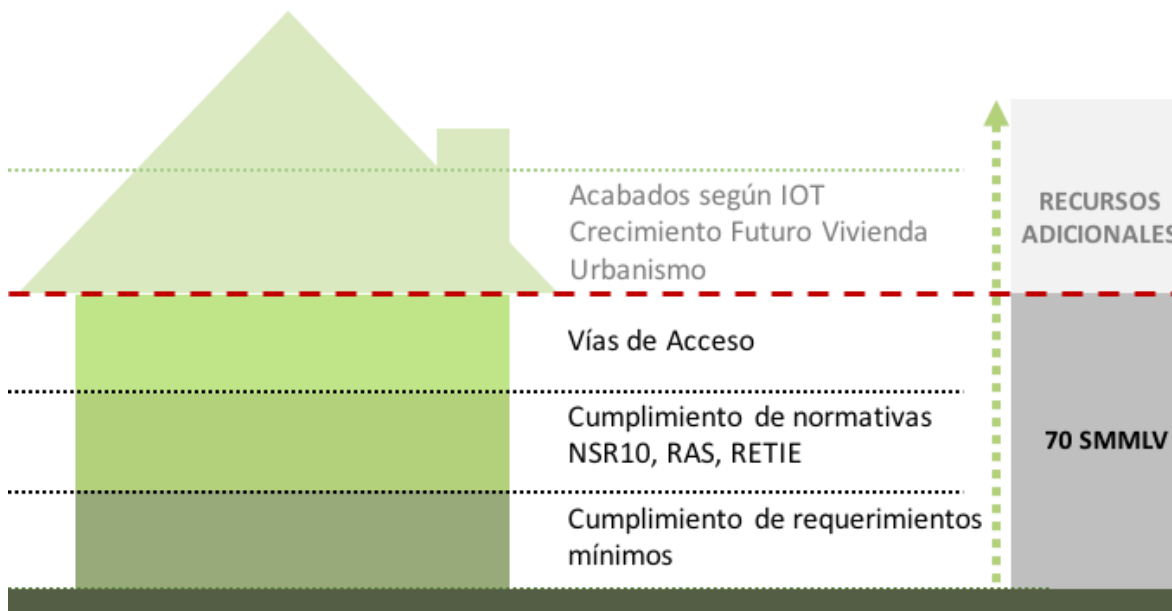 Acabados según IOT
Crecimiento Futuro Vivienda
Urbanismo
RECURSOS
ADICIONALES
Vías de Acceso
Cumplimiento de normativas
NSR10, RAS, RETIE
70 SMMLV
Cumplimiento de requerimientos
mínimos